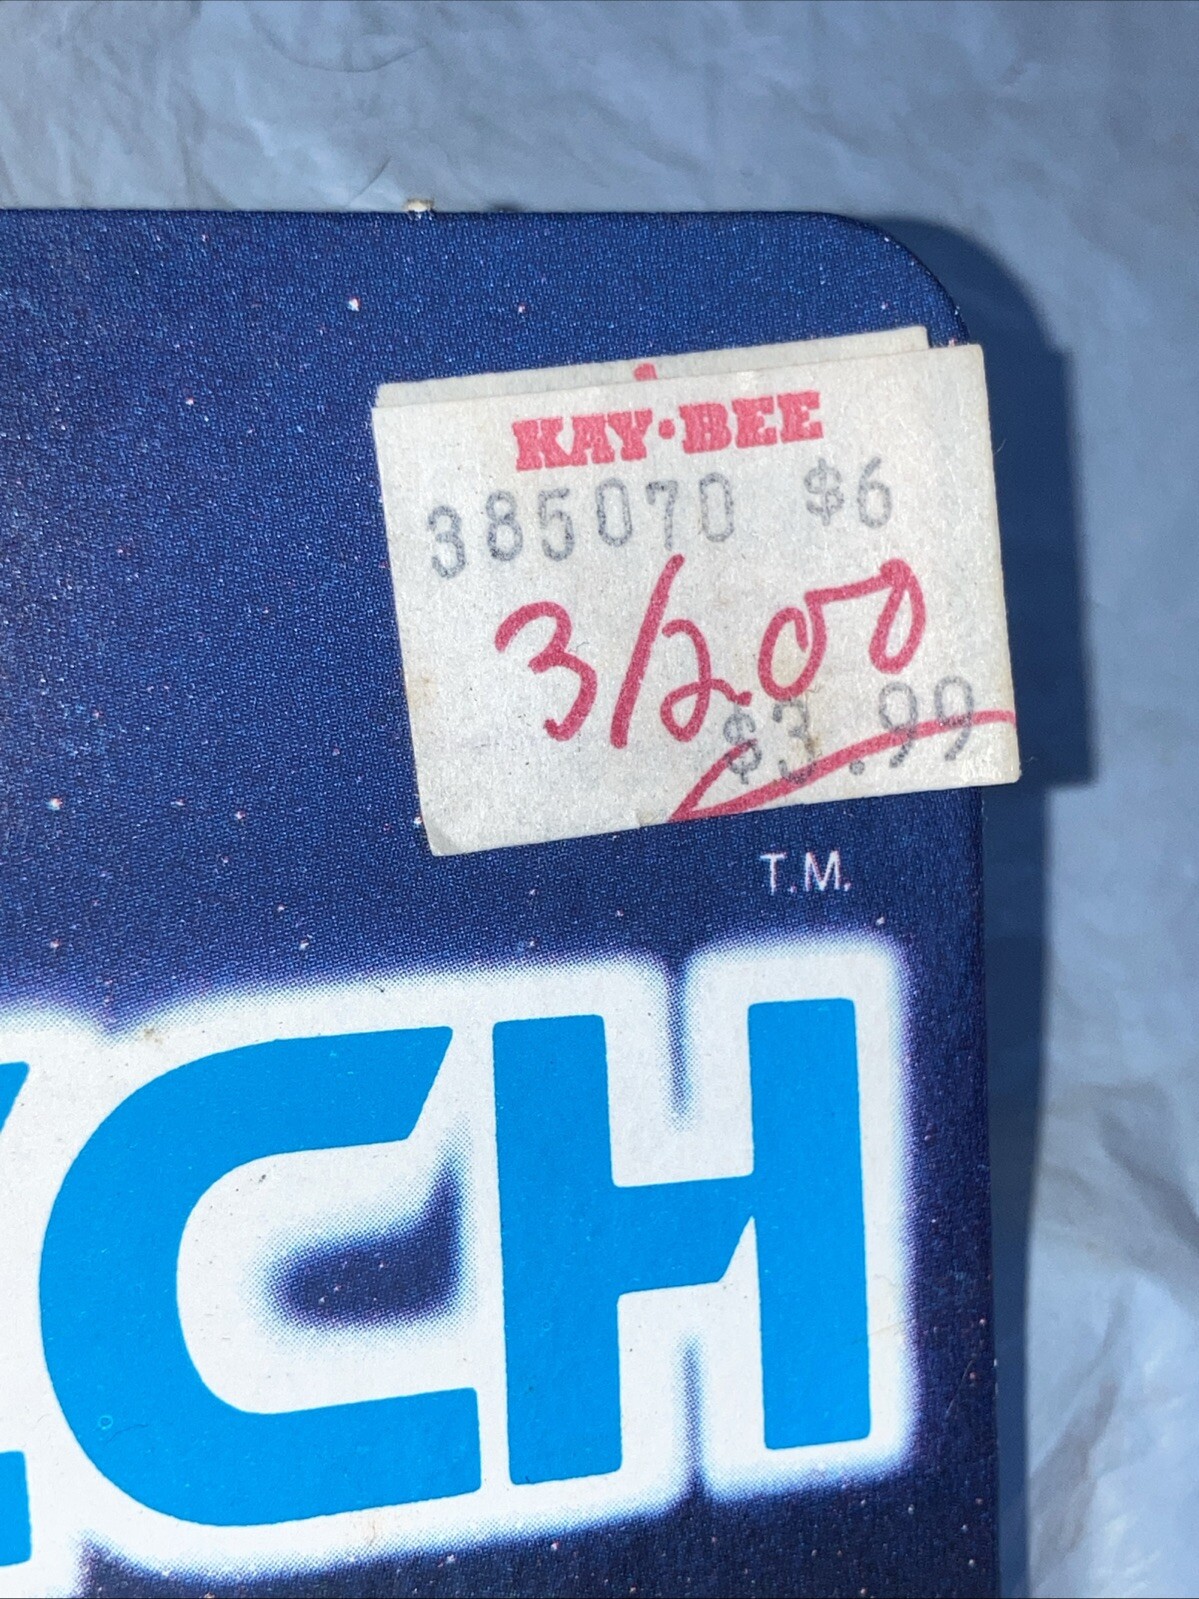 KAY·BEE
385070 $6
3/2.00
$3.99
T.M.
CH